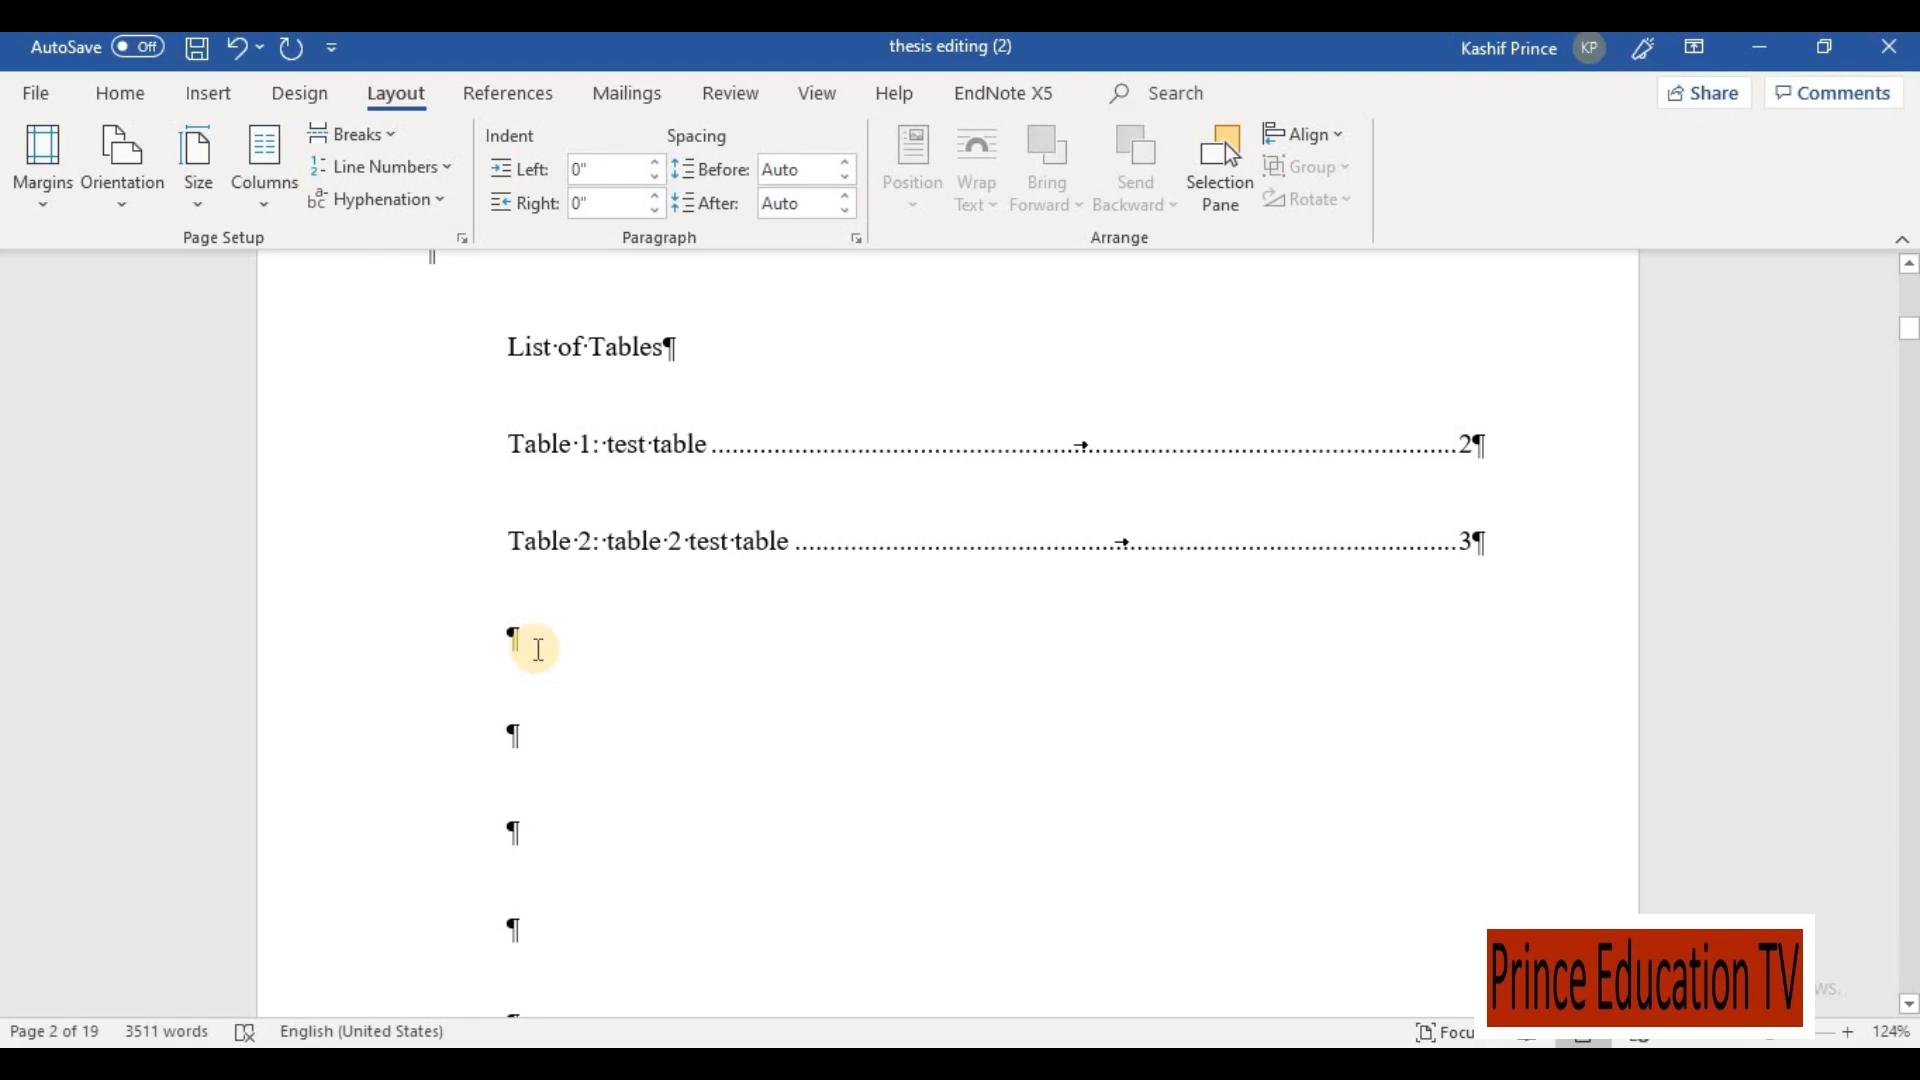 AutoSave Off
thesis editing (2)
Kashif Prince KP
File Home Insert Design Layout References Mailings Review View Help EndNote X5 Search
Share Comments
Margins
Orientation
Size
Columns
Breaks
Line Numbers
Hyphenation
Page Setup
Indent
Left: 0"
Right: 0"
Spacing
Before: Auto
After: Auto
Paragraph
Position
Wrap
Text
Bring
Forward
Send
Backward
Selection
Pane
Align
Group
Rotate
Arrange
List·of·Tables¶
Table·1:·test·table................................................→......................................................2¶
Table·2:·table·2·test·table..........................................→................................................3¶
¶
¶
¶
¶
Prince Education TV
ws.
Page 2 of 19 3511 words English (United States) Focu 124%